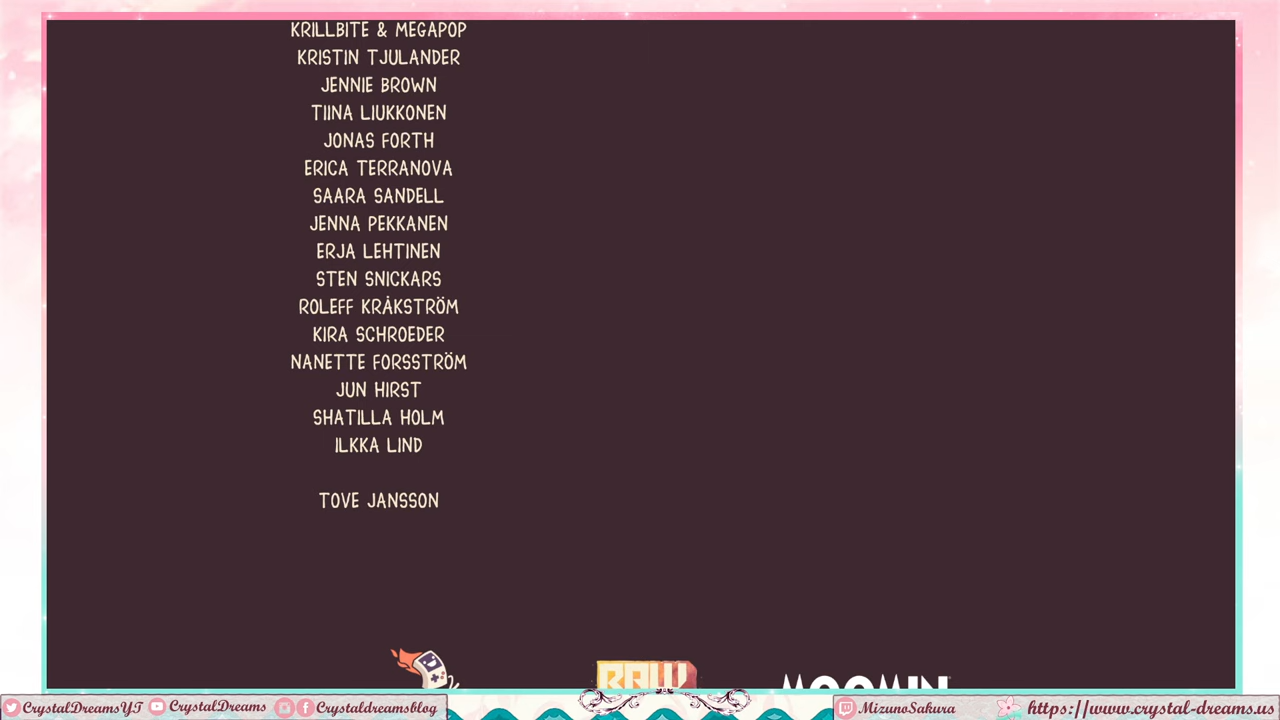 KRILLBITE & MEGAPOP
KRISTIN TJULANDER
JENNIE BROWN
TIINA LIUKKONEN
JONAS FORTH
ERICA TERRANOVA
SAARA SANDELL
JENNA PEKKANEN
ERJA LEHTINEN
STEN SNICKARS
ROLEFF KRÅKSTRÖM
KIRA SCHROEDER
NANETTE FORSSTRÖM
JUN HIRST
SHATILLA HOLM
ILKKA LIND
TOVE JANSSON
RAW
MOOMIN
CrystalDreamsYT
CrystalDreams
Crystaldreamsblog
MizunoSakura
https://www.crystal-dreams.us